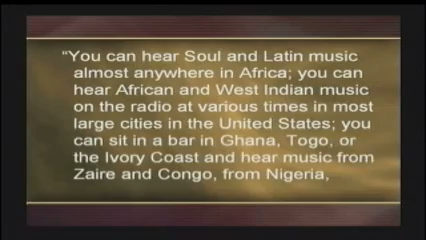 “You can hear Soul and Latin music
almost anywhere in Africa; you can
hear African and West Indian music
on the radio at various times in most
large cities in the United States; you
can sit in a bar in Ghana, Togo, or
the Ivory Coast and hear music from
Zaire and Congo, from Nigeria,